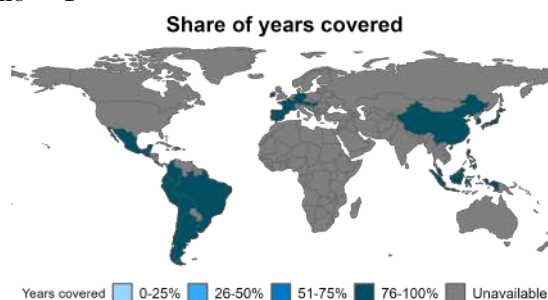 Share of years covered
Years covered 0-25% 26-50% 51-75% 76-100% Unavailable